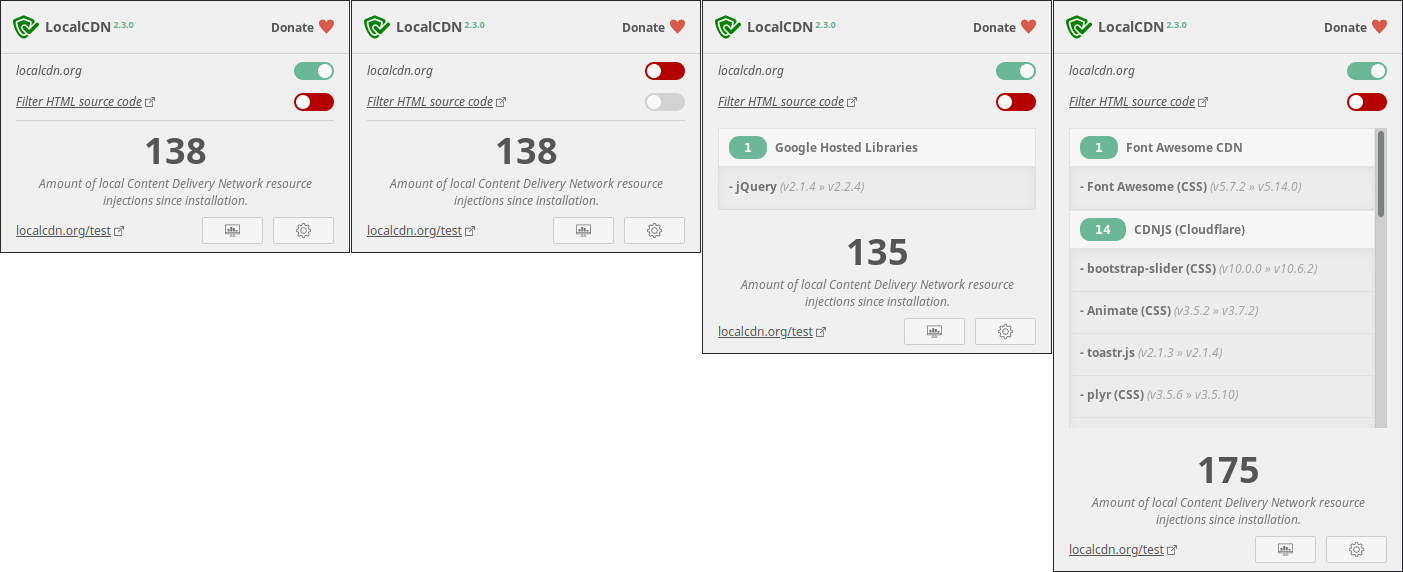 LocalCDN 2.3.0 Donate
localcdn.org
Filter HTML source code
138
Amount of local Content Delivery Network resource
injections since installation.
localcdn.org/test
LocalCDN 2.3.0 Donate
localcdn.org
Filter HTML source code
138
Amount of local Content Delivery Network resource
injections since installation.
localcdn.org/test
LocalCDN 2.3.0 Donate
localcdn.org
Filter HTML source code
1 Google Hosted Libraries
- jQuery (v2.1.4 » v2.2.4)
135
Amount of local Content Delivery Network resource
injections since installation.
localcdn.org/test
LocalCDN 2.3.0 Donate
localcdn.org
Filter HTML source code
1 Font Awesome CDN
- Font Awesome (CSS) (v5.7.2 » v5.14.0)
14 CDNJS (Cloudflare)
- bootstrap-slider (CSS) (v10.0.0 » v10.6.2)
- Animate (CSS) (v3.5.2 » v3.7.2)
- toastr.js (v2.1.3 » v2.1.4)
- plyr (CSS) (v3.5.6 » v3.5.10)
175
Amount of local Content Delivery Network resource
injections since installation.
localcdn.org/test